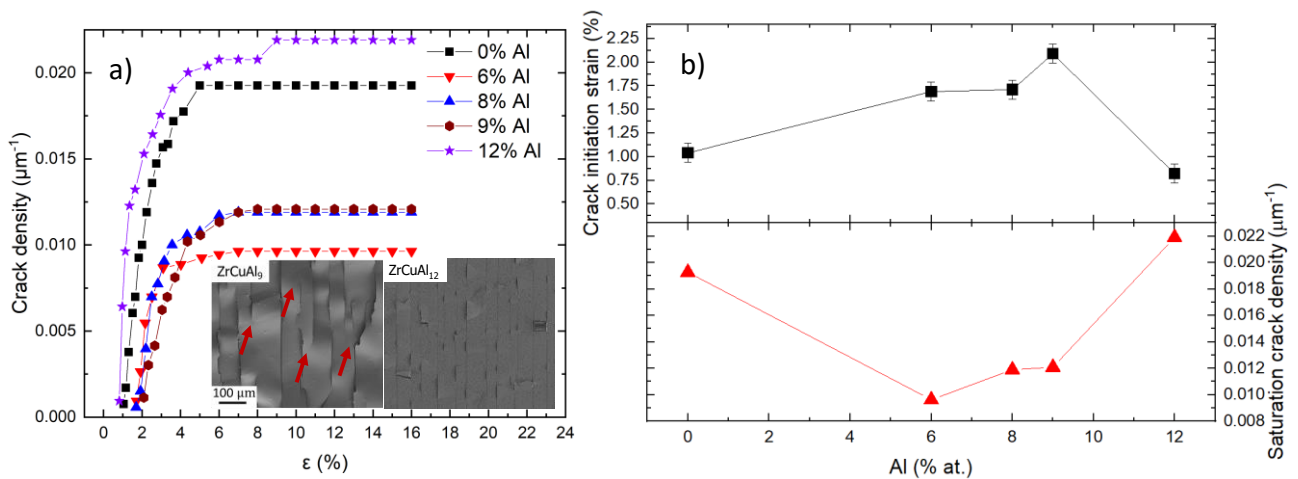 a)
0% Al
6% Al
8% Al
9% Al
12% Al
Crack density (µm⁻¹)
0.020
0.015
0.010
0.005
0.000
ZrCuAl₉
100 µm
ZrCuAl₁₂
0 2 4 6 8 10 12 14 16 18 20 22 24
ε (%)
b)
Crack initiation strain (%)
2.25
2.00
1.75
1.50
1.25
1.00
0.75
0.50
Saturation crack density (µm⁻¹)
0.022
0.020
0.018
0.016
0.014
0.012
0.010
0.008
0 2 4 6 8 10 12
Al (% at.)